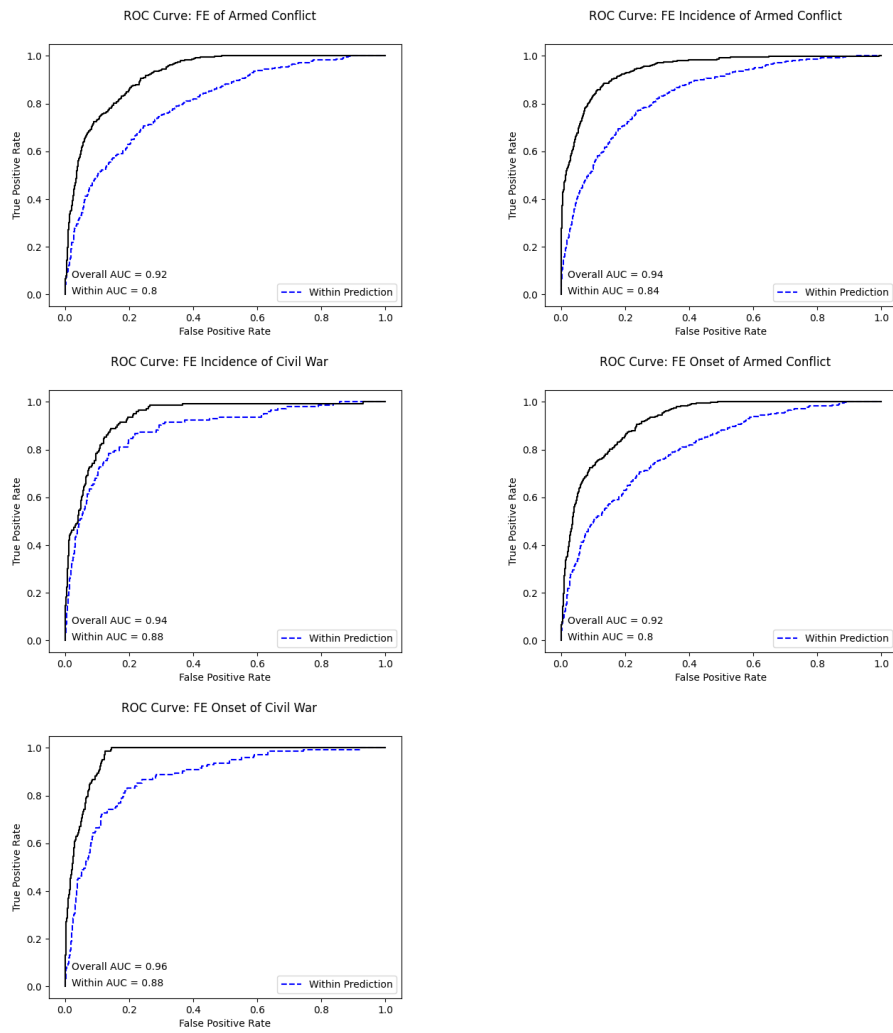 ROC Curve: FE of Armed Conflict
True Positive Rate
1.0
0.8
0.6
0.4
0.2
0.0
Overall AUC = 0.92
Within AUC = 0.8
Within Prediction
0.0 0.2 0.4 0.6 0.8 1.0
False Positive Rate
ROC Curve: FE Incidence of Armed Conflict
True Positive Rate
1.0
0.8
0.6
0.4
0.2
0.0
Overall AUC = 0.94
Within AUC = 0.84
Within Prediction
0.0 0.2 0.4 0.6 0.8 1.0
False Positive Rate
ROC Curve: FE Incidence of Civil War
True Positive Rate
1.0
0.8
0.6
0.4
0.2
0.0
Overall AUC = 0.94
Within AUC = 0.88
Within Prediction
0.0 0.2 0.4 0.6 0.8 1.0
False Positive Rate
ROC Curve: FE Onset of Armed Conflict
True Positive Rate
1.0
0.8
0.6
0.4
0.2
0.0
Overall AUC = 0.92
Within AUC = 0.8
Within Prediction
0.0 0.2 0.4 0.6 0.8 1.0
False Positive Rate
ROC Curve: FE Onset of Civil War
True Positive Rate
1.0
0.8
0.6
0.4
0.2
0.0
Overall AUC = 0.96
Within AUC = 0.88
Within Prediction
0.0 0.2 0.4 0.6 0.8 1.0
False Positive Rate